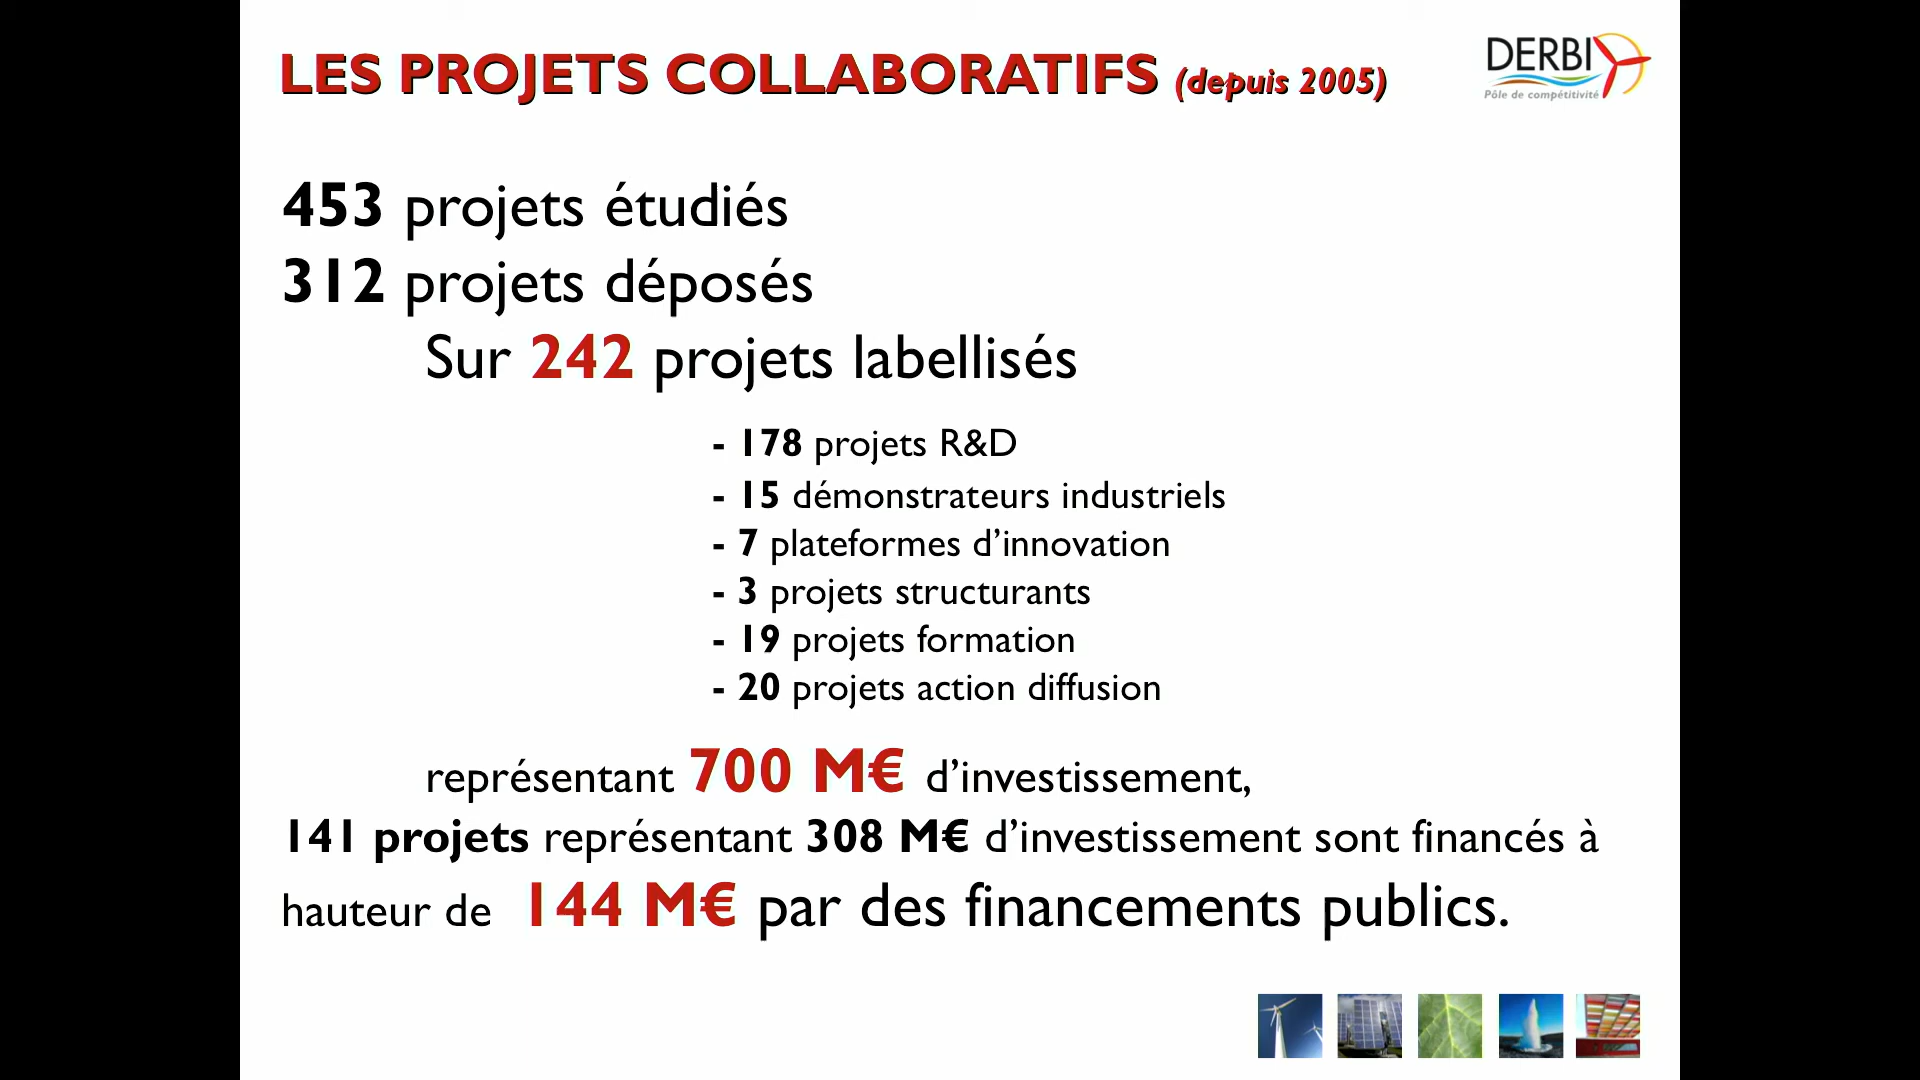 LES PROJETS COLLABORATIFS (depuis 2005)
DERBI
Pôle de compétitivité
453 projets étudiés
312 projets déposés
Sur 242 projets labellisés
- 178 projets R&D
- 15 démonstrateurs industriels
- 7 plateformes d’innovation
- 3 projets structurants
- 19 projets formation
- 20 projets action diffusion
représentant 700 M€ d’investissement,
141 projets représentant 308 M€ d’investissement sont financés à
hauteur de 144 M€ par des financements publics.